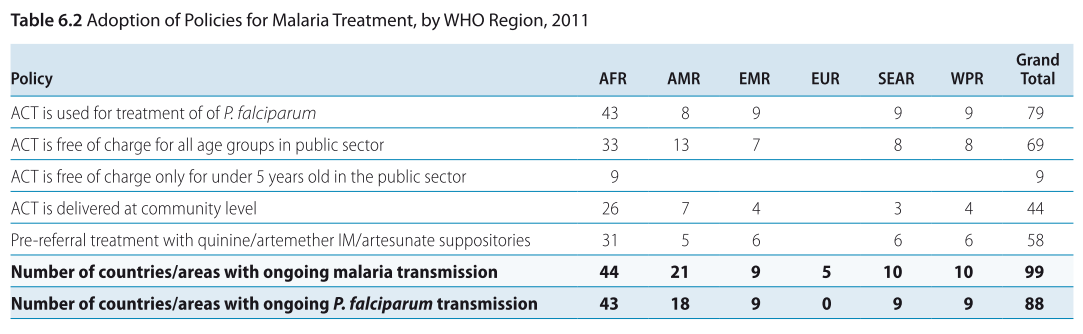 Table 6.2 Adoption of Policies for Malaria Treatment, by WHO Region, 2011
Policy AFR AMR EMR EUR SEAR WPR Grand Total
ACT is used for treatment of of P. falciparum 43 8 9 9 9 79
ACT is free of charge for all age groups in public sector 33 13 7 8 8 69
ACT is free of charge only for under 5 years old in the public sector 9 9
ACT is delivered at community level 26 7 4 3 4 44
Pre-referral treatment with quinine/artemether IM/artesunate suppositories 31 5 6 6 6 58
Number of countries/areas with ongoing malaria transmission 44 21 9 5 10 10 99
Number of countries/areas with ongoing P. falciparum transmission 43 18 9 0 9 9 88